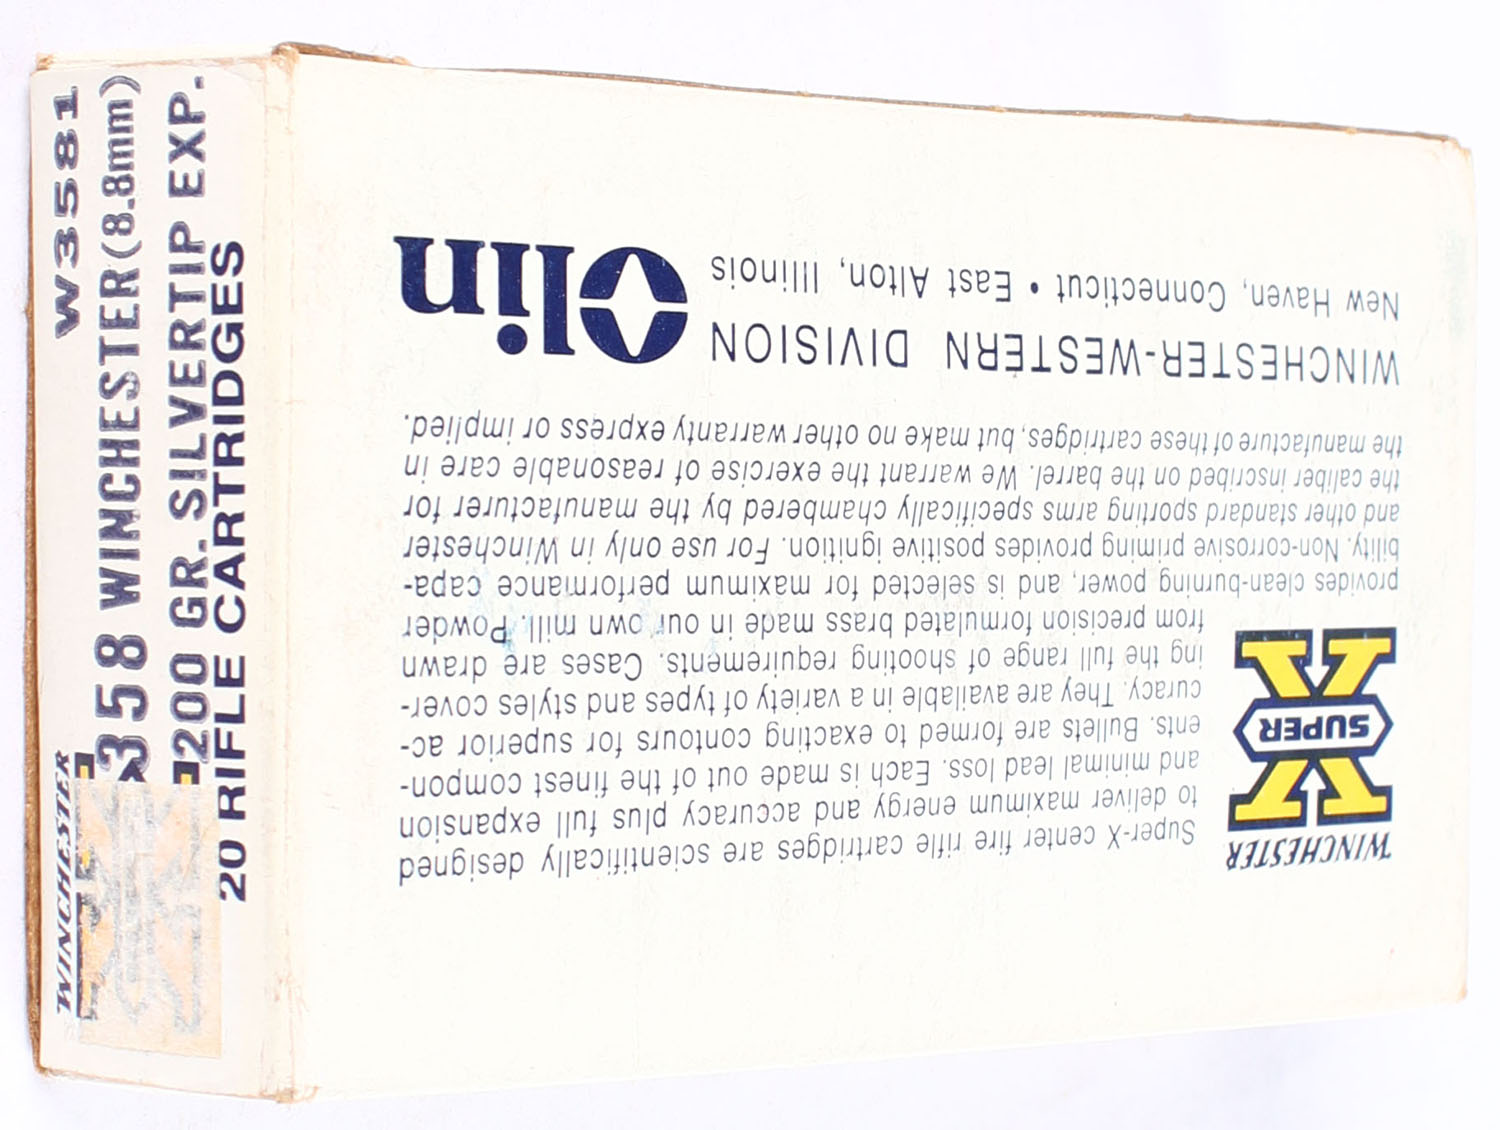 WINCHESTER
W3581
358 WINCHESTER (8.8mm)
200 GR. SILVERTIP EXP.
20 RIFLE CARTRIDGES
WINCHESTER
X
SUPER
X
Super-X center fire rifle cartridges are scientifically designed
to deliver maximum energy and accuracy plus full expansion
and minimal lead loss. Each is made out of the finest compon-
ents. Bullets are formed to exacting contours for superior ac-
curacy. They are available in a variety of types and styles cover-
ing the full range of shooting requirements. Cases are drawn
from precision formulated brass made in our own mill. Powder
provides clean-burning power, and is selected for maximum performance capa-
bility. Non-corrosive priming provides positive ignition. For use only in Winchester
and other standard sporting arms specifically chambered by the manufacturer for
the caliber inscribed on the barrel. We warrant the exercise of reasonable care in
the manufacture of these cartridges, but make no other warranty express or implied.
WINCHESTER-WESTERN DIVISION
New Haven, Connecticut • East Alton, Illinois
Olin